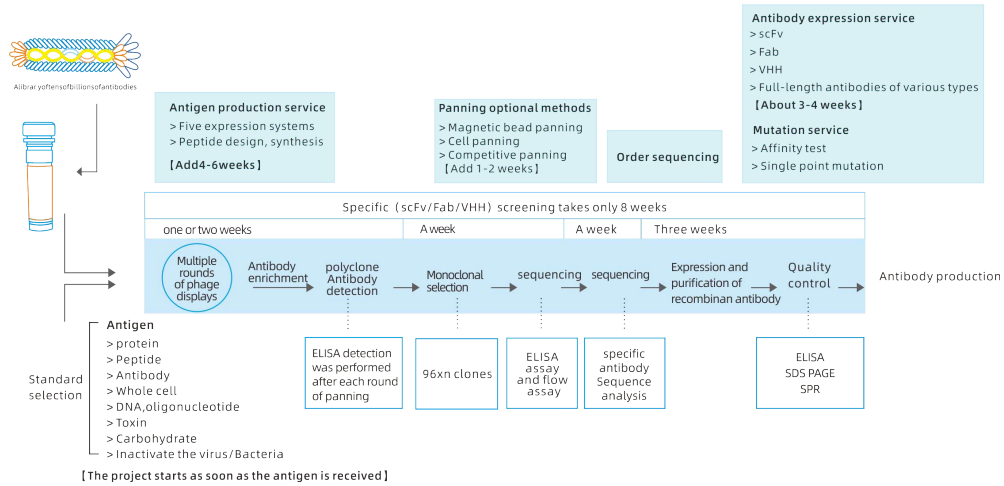 Alibraryoftensofbillionsofantibodies
Antigen production service
> Five expression systems
> Peptide design, synthesis
【Add4-6weeks】
Panning optional methods
> Magnetic bead panning
> Cell panning
> Competitive panning
【Add 1-2 weeks】
Order sequencing
Antibody expression service
> scFv
> Fab
> VHH
> Full-length antibodies of various types
【About 3-4 weeks】
Mutation service
> Affinity test
> Single point mutation
Specific (scFv/Fab/VHH) screening takes only 8 weeks
one or two weeks
A week
A week
Three weeks
Multiple
rounds
of phage
displays
Antibody
enrichment
polyclone
Antibody
detection
Monoclonal
selection
sequencing
sequencing
Expression and
purification of
recombinan antibody
Quality
control
Antibody production
ELISA detection
was performed
after each round
of panning
96xn clones
ELISA
assay
and flow
assay
specific
antibody
Sequence
analysis
ELISA
SDS PAGE
SPR
Standard
selection
Antigen
> protein
> Peptide
> Antibody
> Whole cell
> DNA,oligonucleotide
> Toxin
> Carbohydrate
> Inactivate the virus/Bacteria
【The project starts as soon as the antigen is received】